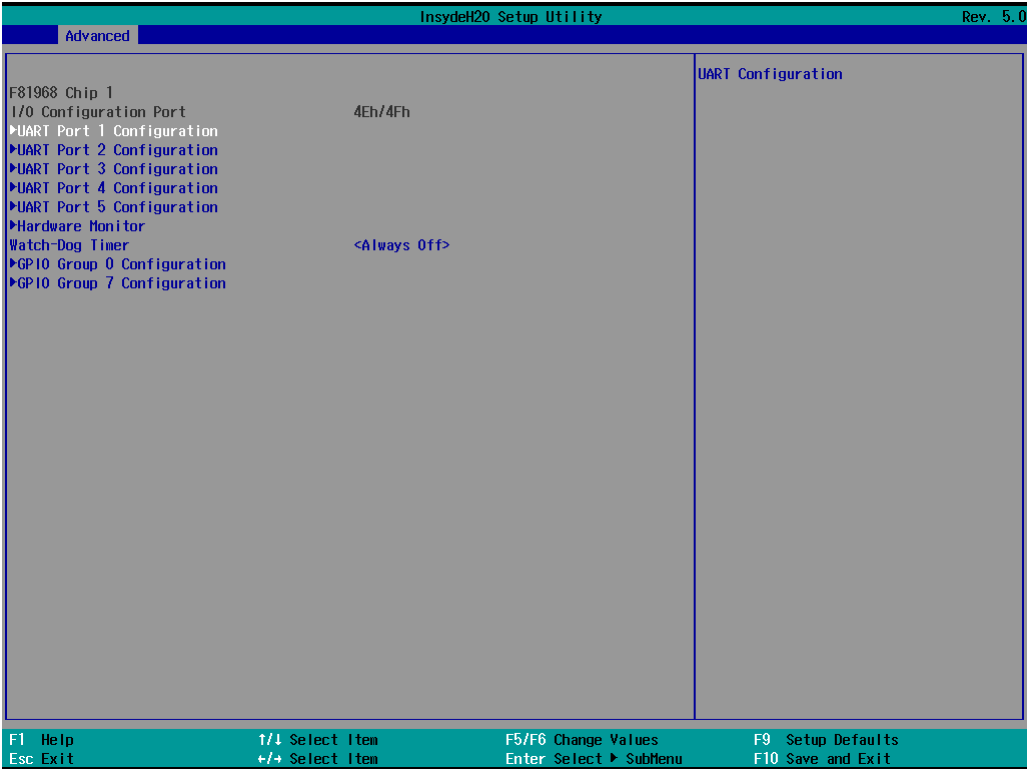 InsydeH20 Setup Utility Rev. 5.0
Advanced
UART Configuration
F81968 Chip 1
I/O Configuration Port 4Eh/4Fh
▶UART Port 1 Configuration
▶UART Port 2 Configuration
▶UART Port 3 Configuration
▶UART Port 4 Configuration
▶UART Port 5 Configuration
▶Hardware Monitor
Watch-Dog Timer <Always Off>
▶GPIO Group 0 Configuration
▶GPIO Group 7 Configuration
F1 Help ↑/↓ Select Item F5/F6 Change Values F9 Setup Defaults
Esc Exit ←/→ Select Item Enter Select ▶ SubMenu F10 Save and Exit